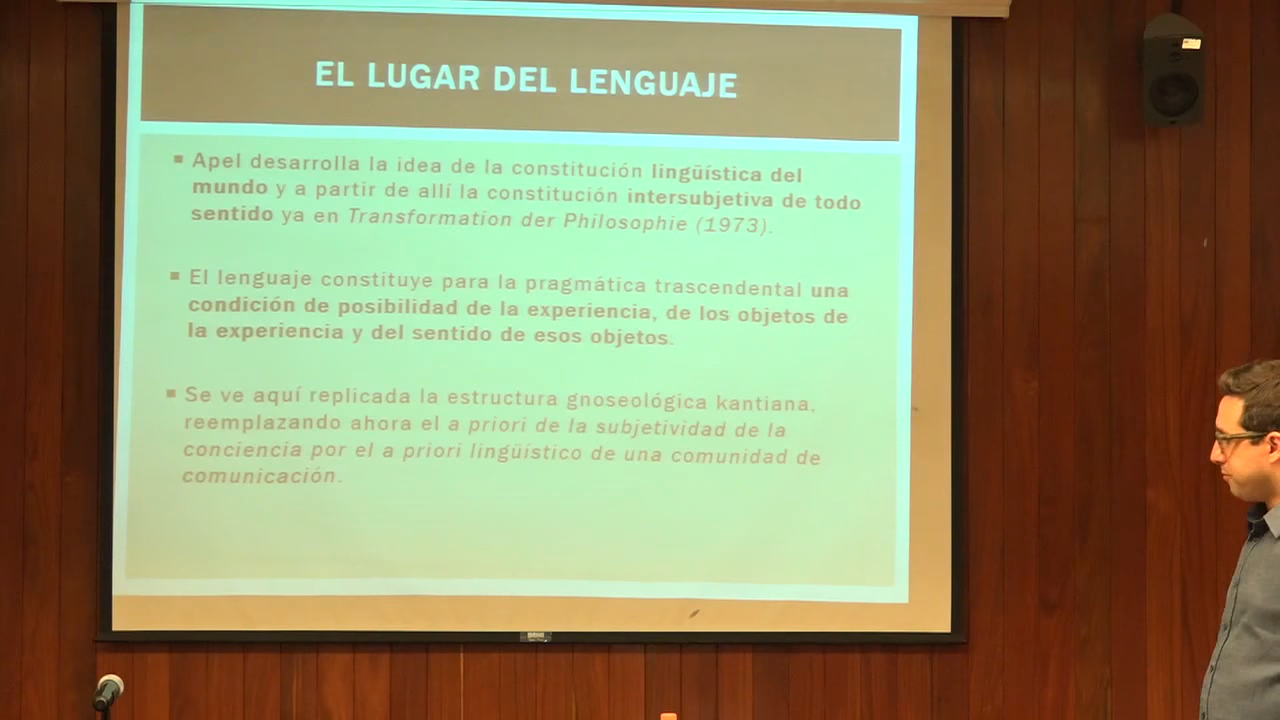 EL LUGAR DEL LENGUAJE
▪ Apel desarrolla la idea de la constitución lingüística del
mundo y a partir de allí la constitución intersubjetiva de todo
sentido ya en Transformation der Philosophie (1973).
▪ El lenguaje constituye para la pragmática trascendental una
condición de posibilidad de la experiencia, de los objetos de
la experiencia y del sentido de esos objetos.
▪ Se ve aquí replicada la estructura gnoseológica kantiana,
reemplazando ahora el a priori de la subjetividad de la
conciencia por el a priori lingüístico de una comunidad de
comunicación.